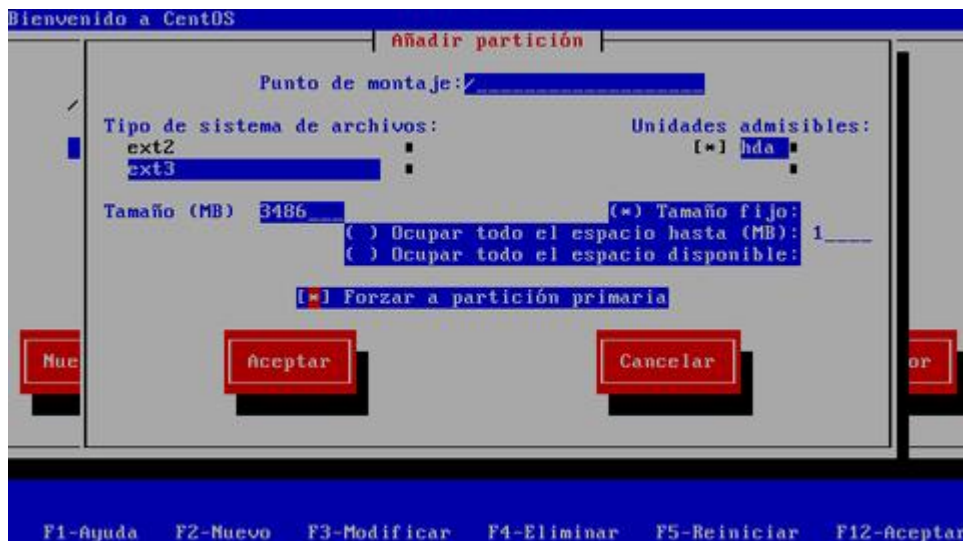 Bienvenido a CentOS
Añadir partición
Punto de montaje:/
Tipo de sistema de archivos: Unidades admisibles:
ext2 [*] hda
ext3
Tamaño (MB) 3486 (*) Tamaño fijo:
( ) Ocupar todo el espacio hasta (MB): 1
( ) Ocupar todo el espacio disponible:
[*] Forzar a partición primaria
Nue Aceptar Cancelar or
F1-Ayuda F2-Nuevo F3-Modificar F4-Eliminar F5-Reiniciar F12-Aceptar